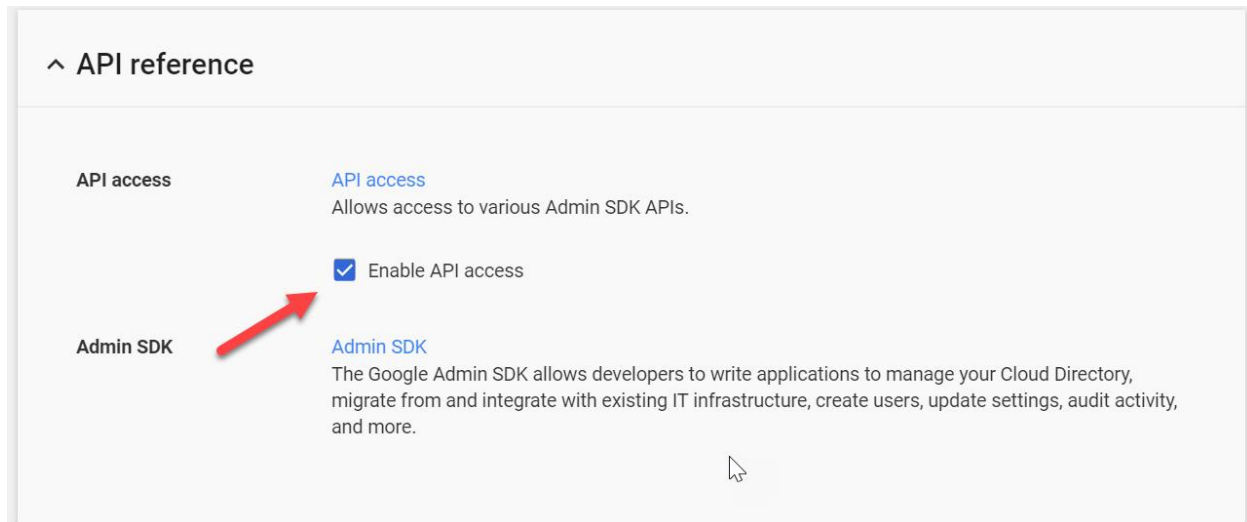 API reference
API access
API access
Allows access to various Admin SDK APIs.
Enable API access
Admin SDK
Admin SDK
The Google Admin SDK allows developers to write applications to manage your Cloud Directory,
migrate from and integrate with existing IT infrastructure, create users, update settings, audit activity,
and more.